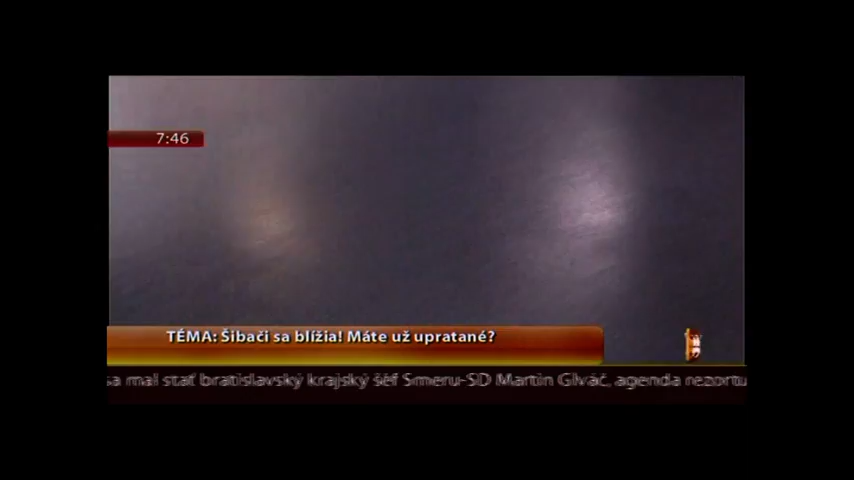 7:46
TÉMA: Šibači sa blížia! Máte už upratané?
sa mal stať bratislavský krajský šéf Smeru-SD Martin Glváč, agenda rezortu